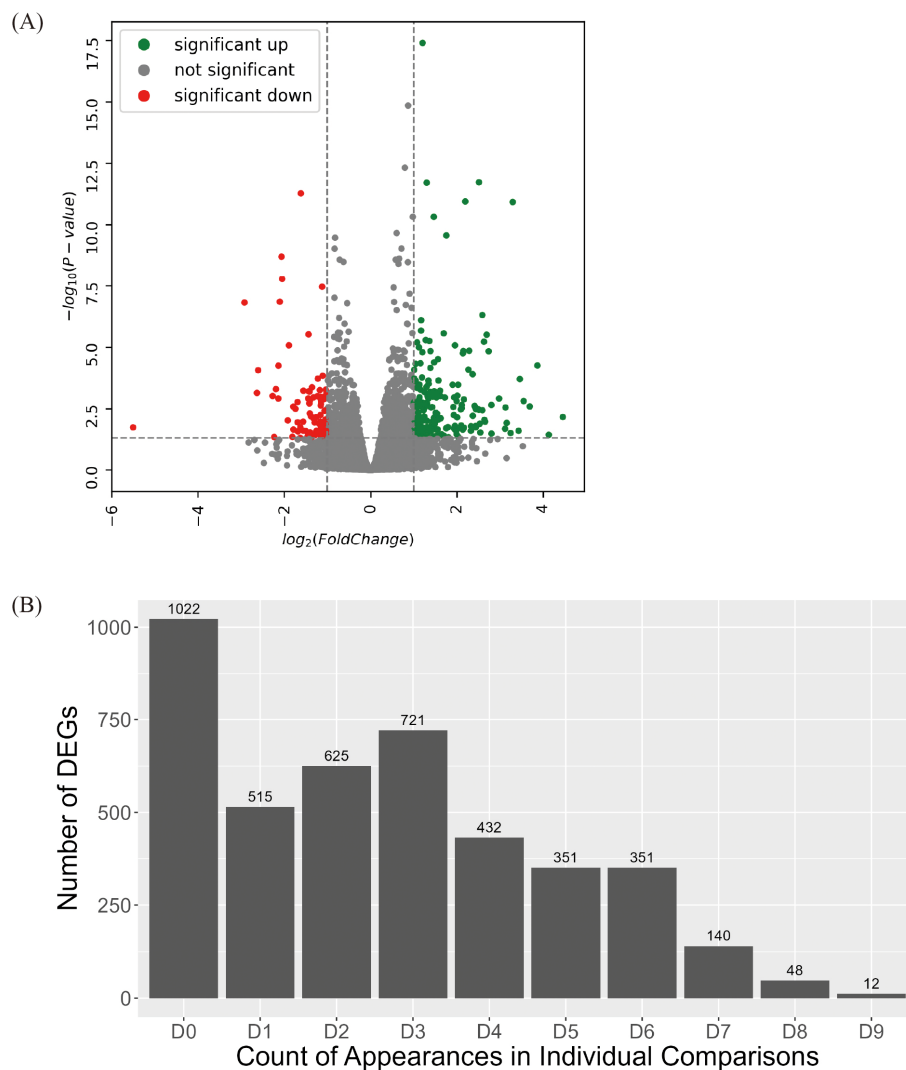 (A)
significant up
not significant
significant down
17.5
15.0
12.5
10.0
7.5
5.0
2.5
0.0
−log₁₀(P − value)
−6
−4
−2
0
2
4
log₂(FoldChange)
(B)
1022
515
625
721
432
351
351
140
48
12
1000
750
500
250
0
Number of DEGs
D0 D1 D2 D3 D4 D5 D6 D7 D8 D9
Count of Appearances in Individual Comparisons